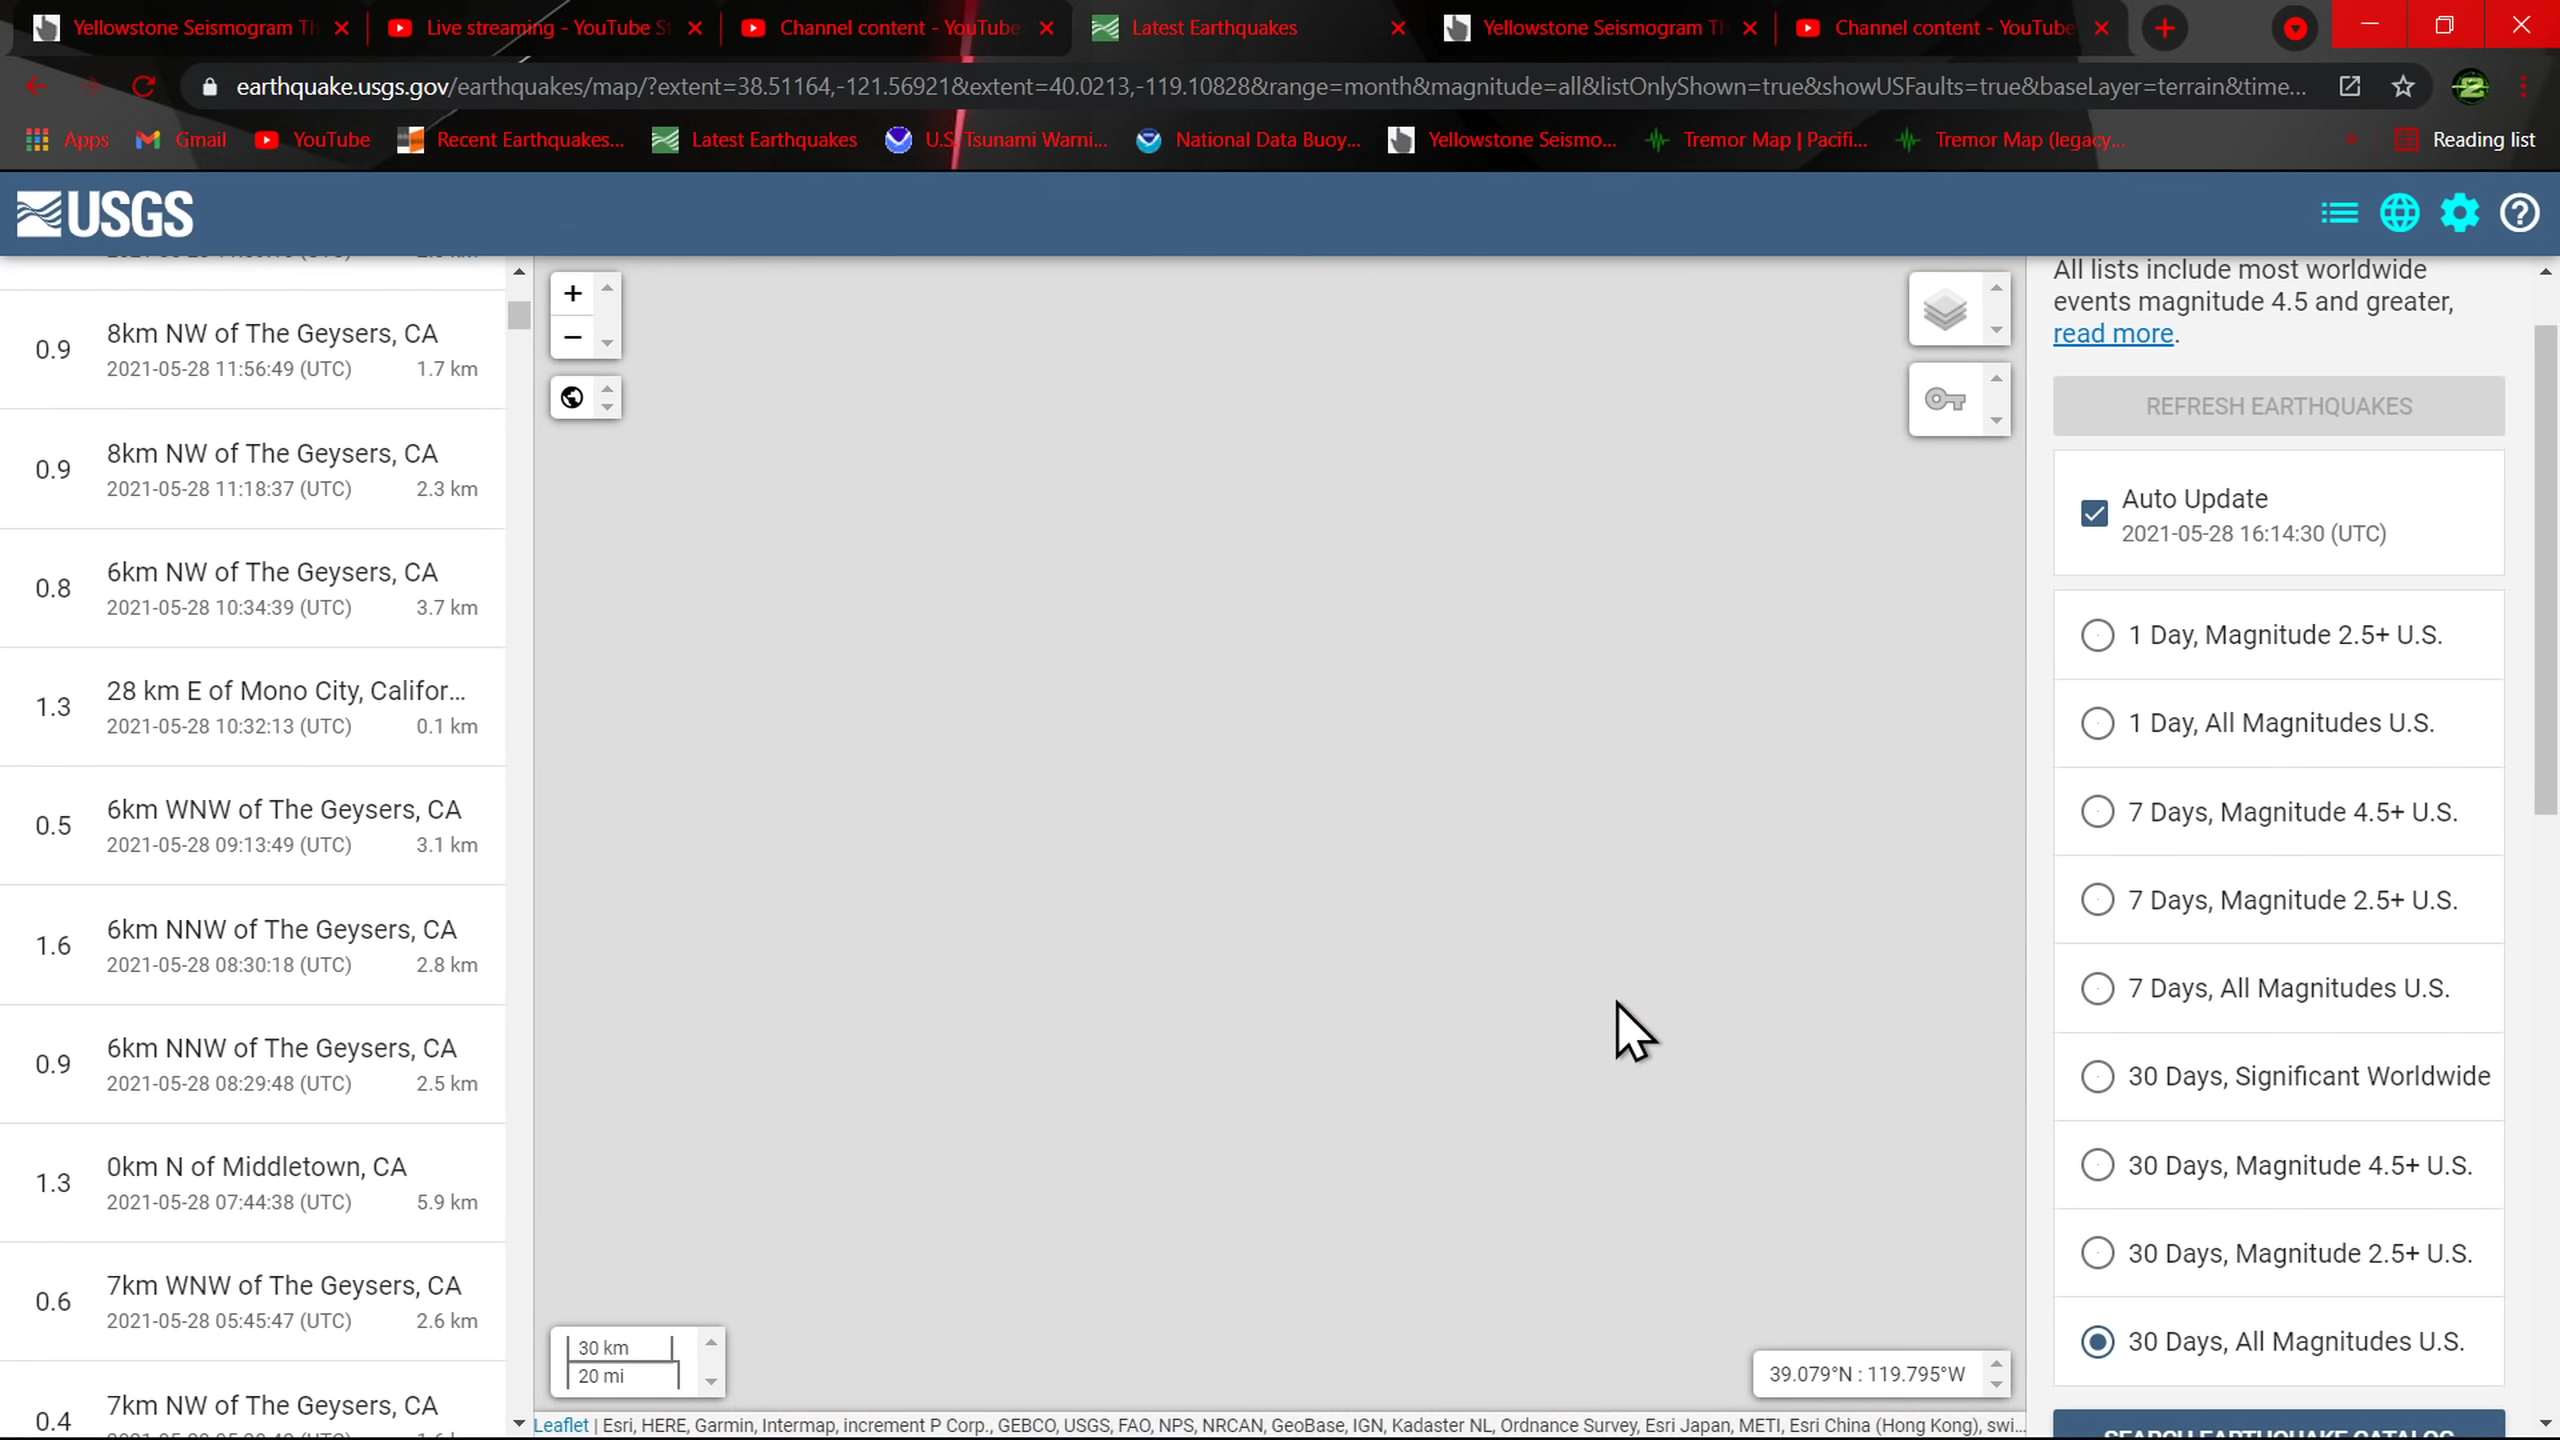 Yellowstone Seismogram Th
Live streaming - YouTube St
Channel content - YouTube
Latest Earthquakes
Yellowstone Seismogram Th
Channel content - YouTube
earthquake.usgs.gov/earthquakes/map/?extent=38.51164,-121.56921&extent=40.0213,-119.10828&range=month&magnitude=all&listOnlyShown=true&showUSFaults=true&baseLayer=terrain&time...
Apps
Gmail
YouTube
Recent Earthquakes...
Latest Earthquakes
U.S. Tsunami Warni...
National Data Buoy...
Yellowstone Seismo...
Tremor Map | Pacifi...
Tremor Map (legacy...
Reading list
USGS
0.9
8km NW of The Geysers, CA
2021-05-28 11:56:49 (UTC) 1.7 km
0.9
8km NW of The Geysers, CA
2021-05-28 11:18:37 (UTC) 2.3 km
0.8
6km NW of The Geysers, CA
2021-05-28 10:34:39 (UTC) 3.7 km
1.3
28 km E of Mono City, Califor...
2021-05-28 10:32:13 (UTC) 0.1 km
0.5
6km WNW of The Geysers, CA
2021-05-28 09:13:49 (UTC) 3.1 km
1.6
6km NNW of The Geysers, CA
2021-05-28 08:30:18 (UTC) 2.8 km
0.9
6km NNW of The Geysers, CA
2021-05-28 08:29:48 (UTC) 2.5 km
1.3
0km N of Middletown, CA
2021-05-28 07:44:38 (UTC) 5.9 km
0.6
7km WNW of The Geysers, CA
2021-05-28 05:45:47 (UTC) 2.6 km
0.4
7km NW of The Geysers, CA
+
−
30 km
20 mi
39.079°N : 119.795°W
Leaflet | Esri, HERE, Garmin, Intermap, increment P Corp., GEBCO, USGS, FAO, NPS, NRCAN, GeoBase, IGN, Kadaster NL, Ordnance Survey, Esri Japan, METI, Esri China (Hong Kong), swi...
All lists include most worldwide
events magnitude 4.5 and greater,
read more.
REFRESH EARTHQUAKES
Auto Update
2021-05-28 16:14:30 (UTC)
1 Day, Magnitude 2.5+ U.S.
1 Day, All Magnitudes U.S.
7 Days, Magnitude 4.5+ U.S.
7 Days, Magnitude 2.5+ U.S.
7 Days, All Magnitudes U.S.
30 Days, Significant Worldwide
30 Days, Magnitude 4.5+ U.S.
30 Days, Magnitude 2.5+ U.S.
30 Days, All Magnitudes U.S.
SEARCH EARTHQUAKE CATALOG